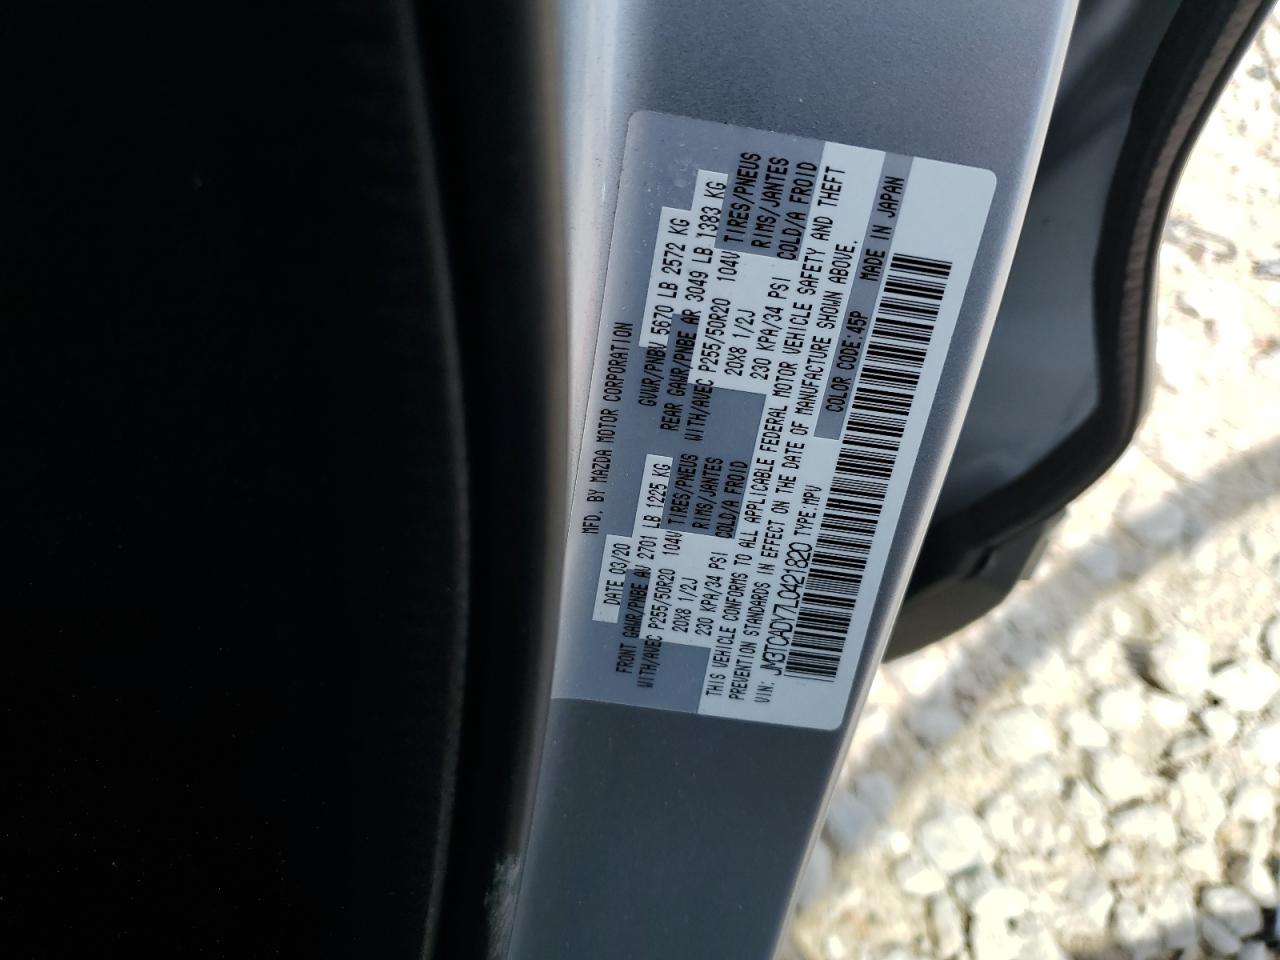 MFD. BY MAZDA MOTOR CORPORATION
DATE 03/20 GVWR/PNBV 5670 LB 2572 KG
FRONT GAWR/PNBE AV 2701 LB 1225 KG REAR GAWR/PNBE AR 3049 LB 1383 KG
WITH/AVEC P255/50R20 104V TIRES/PNEUS WITH/AVEC P255/50R20 104V TIRES/PNEUS
20X8 1/2J RIMS/JANTES 20X8 1/2J RIMS/JANTES
230 KPA/34 PSI COLD/A FROID 230 KPA/34 PSI COLD/A FROID
THIS VEHICLE CONFORMS TO ALL APPLICABLE FEDERAL MOTOR VEHICLE SAFETY AND THEFT
PREVENTION STANDARDS IN EFFECT ON THE DATE OF MANUFACTURE SHOWN ABOVE.
VIN: JM3TCADY7L0421820 TYPE:MPV COLOR CODE:45P MADE IN JAPAN